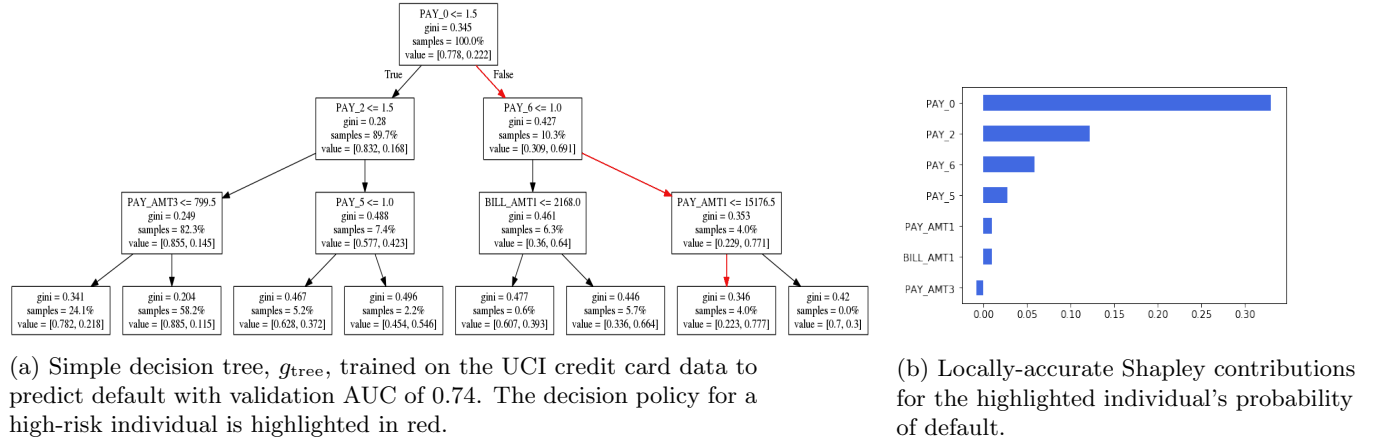 PAY_0 <= 1.5
gini = 0.345
samples = 100.0%
value = [0.778, 0.222]
True
False
PAY_2 <= 1.5
gini = 0.28
samples = 89.7%
value = [0.832, 0.168]
PAY_6 <= 1.0
gini = 0.427
samples = 10.3%
value = [0.309, 0.691]
PAY_AMT3 <= 799.5
gini = 0.249
samples = 82.3%
value = [0.855, 0.145]
PAY_5 <= 1.0
gini = 0.488
samples = 7.4%
value = [0.577, 0.423]
BILL_AMT1 <= 2168.0
gini = 0.461
samples = 6.3%
value = [0.36, 0.64]
PAY_AMT1 <= 15176.5
gini = 0.353
samples = 4.0%
value = [0.229, 0.771]
gini = 0.341
samples = 24.1%
value = [0.782, 0.218]
gini = 0.204
samples = 58.2%
value = [0.885, 0.115]
gini = 0.467
samples = 5.2%
value = [0.628, 0.372]
gini = 0.496
samples = 2.2%
value = [0.454, 0.546]
gini = 0.477
samples = 0.6%
value = [0.607, 0.393]
gini = 0.446
samples = 5.7%
value = [0.336, 0.664]
gini = 0.346
samples = 4.0%
value = [0.223, 0.777]
gini = 0.42
samples = 0.0%
value = [0.7, 0.3]
(a) Simple decision tree, g_tree, trained on the UCI credit card data to
predict default with validation AUC of 0.74. The decision policy for a
high-risk individual is highlighted in red.
PAY_0
PAY_2
PAY_6
PAY_5
PAY_AMT1
BILL_AMT1
PAY_AMT3
0.00 0.05 0.10 0.15 0.20 0.25 0.30
(b) Locally-accurate Shapley contributions
for the highlighted individual's probability
of default.